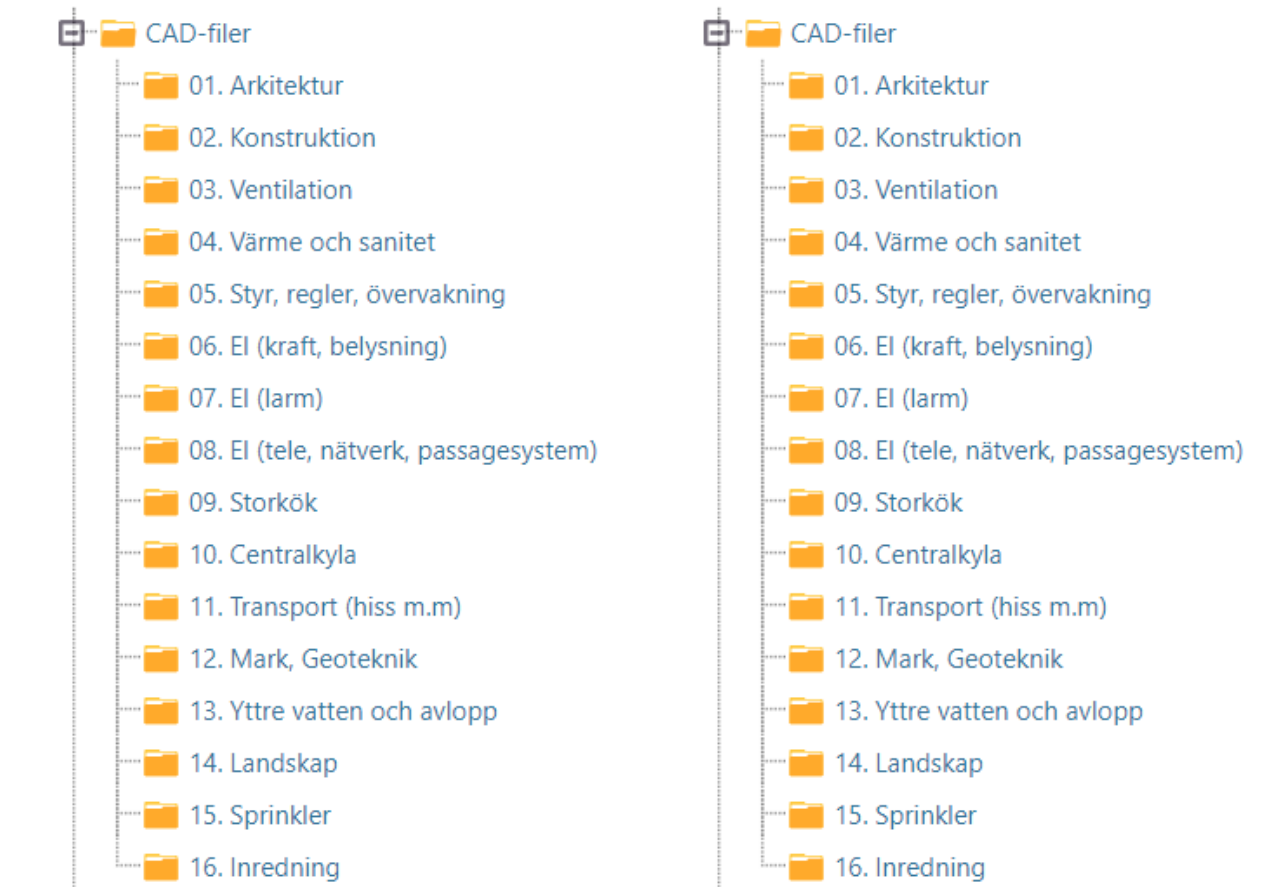 CAD-filer
01. Arkitektur
02. Konstruktion
03. Ventilation
04. Värme och sanitet
05. Styr, regler, övervakning
06. El (kraft, belysning)
07. El (larm)
08. El (tele, nätverk, passagesystem)
09. Storkök
10. Centralkyla
11. Transport (hiss m.m)
12. Mark, Geoteknik
13. Yttre vatten och avlopp
14. Landskap
15. Sprinkler
16. Inredning
CAD-filer
01. Arkitektur
02. Konstruktion
03. Ventilation
04. Värme och sanitet
05. Styr, regler, övervakning
06. El (kraft, belysning)
07. El (larm)
08. El (tele, nätverk, passagesystem)
09. Storkök
10. Centralkyla
11. Transport (hiss m.m)
12. Mark, Geoteknik
13. Yttre vatten och avlopp
14. Landskap
15. Sprinkler
16. Inredning